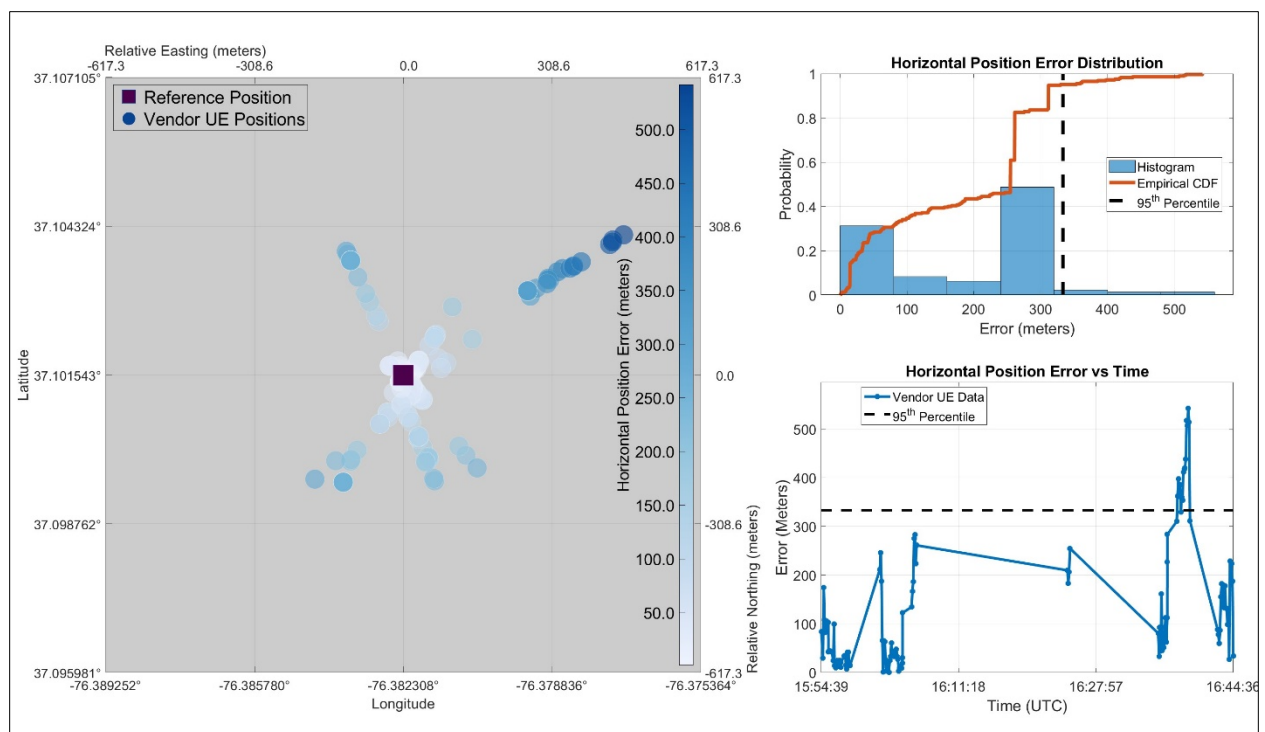 Relative Easting (meters)
-617.3 -308.6 0.0 308.6 617.3
37.107105° 617.3
Reference Position
Vendor UE Positions
37.104324° 308.6
37.101543° 0.0
37.098762° -308.6
37.095981° -617.3
-76.389252° -76.385780° -76.382308° -76.378836° -76.375364°
Latitude
Longitude
Relative Northing (meters)
Horizontal Position Error (meters)
500.0
450.0
400.0
350.0
300.0
250.0
200.0
150.0
100.0
50.0
Horizontal Position Error Distribution
Probability
1
0.8
0.6
0.4
0.2
0
Histogram
Empirical CDF
95th Percentile
0 100 200 300 400 500
Error (meters)
Horizontal Position Error vs Time
Vendor UE Data
95th Percentile
Error (Meters)
500
400
300
200
100
0
15:54:39 16:11:18 16:27:57 16:44:36
Time (UTC)